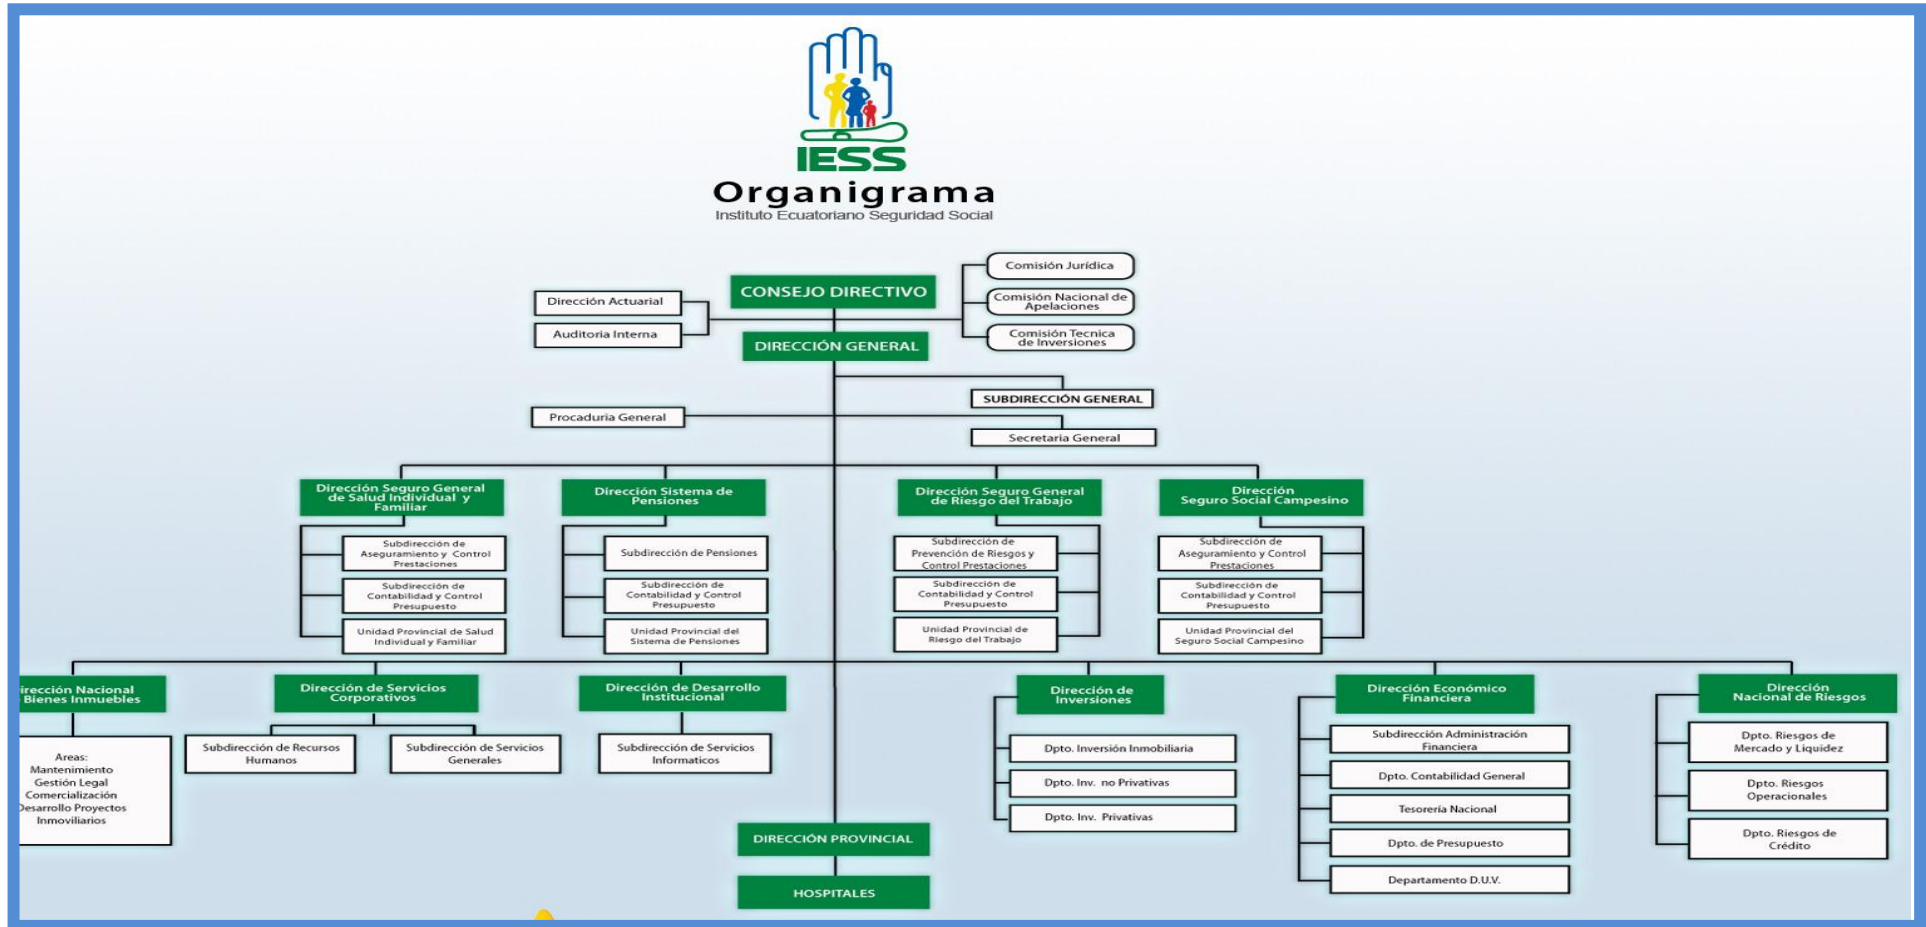 IESS
Organigrama
Instituto Ecuatoriano Seguridad Social
CONSEJO DIRECTIVO
Dirección Actuarial
Auditoria Interna
Comisión Jurídica
Comisión Nacional de
Apelaciones
Comisión Tecnica
de Inversiones
DIRECCIÓN GENERAL
SUBDIRECCIÓN GENERAL
Procaduria General
Secretaria General
Dirección Seguro General
de Salud Individual y
Familiar
Subdirección de
Aseguramiento y Control
Prestaciones
Subdirección de
Contabilidad y Control
Presupuesto
Unidad Provincial de Salud
Individual y Familiar
Dirección Sistema de
Pensiones
Subdirección de Pensiones
Subdirección de
Contabilidad y Control
Presupuesto
Unidad Provincial del
Sistema de Pensiones
Dirección Seguro General
de Riesgo del Trabajo
Subdirección de
Prevención de Riesgos y
Control Prestaciones
Subdirección de
Contabilidad y Control
Presupuesto
Unidad Provincial de
Riesgo del Trabajo
Dirección
Seguro Social Campesino
Subdirección de
Aseguramiento y Control
Prestaciones
Subdirección de
Contabilidad y Control
Presupuesto
Unidad Provincial del
Seguro Social Campesino
irección Nacional
Bienes Inmuebles
Areas:
Mantenimiento
Gestión Legal
Comercialización
Desarrollo Proyectos
Inmoviliarios
Dirección de Servicios
Corporativos
Subdirección de Recursos
Humanos
Subdirección de Servicios
Generales
Dirección de Desarrollo
Institucional
Subdirección de Servicios
Informaticos
Dirección de
Inversiones
Dpto. Inversión Inmobiliaria
Dpto. Inv. no Privativas
Dpto. Inv. Privativas
Dirección Económico
Financiera
Subdirección Administración
Financiera
Dpto. Contabilidad General
Tesorería Nacional
Dpto. de Presupuesto
Departamento D.U.V.
Dirección
Nacional de Riesgos
Dpto. Riesgos de
Mercado y Liquidez
Dpto. Riesgos
Operacionales
Dpto. Riesgos de
Crédito
DIRECCIÓN PROVINCIAL
HOSPITALES